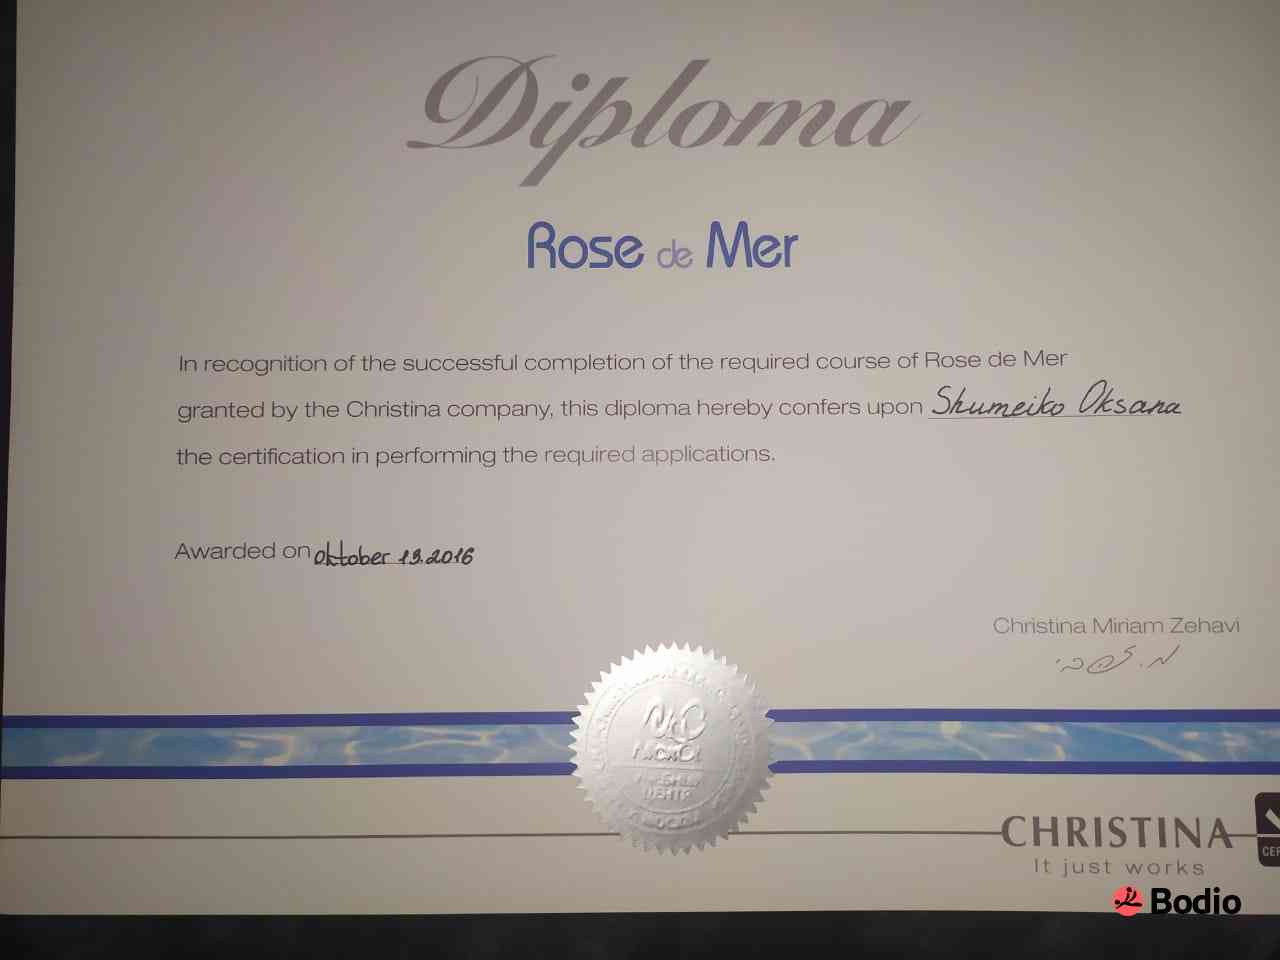 Diploma
Rose de Mer
In recognition of the successful completion of the required course of Rose de Mer
granted by the Christina company, this diploma hereby confers upon Shumeiko Oksana
the certification in performing the required applications.
Awarded on oktober 19.2016
Christina Miriam Zehavi
CHRISTINA
It just works
Bodio